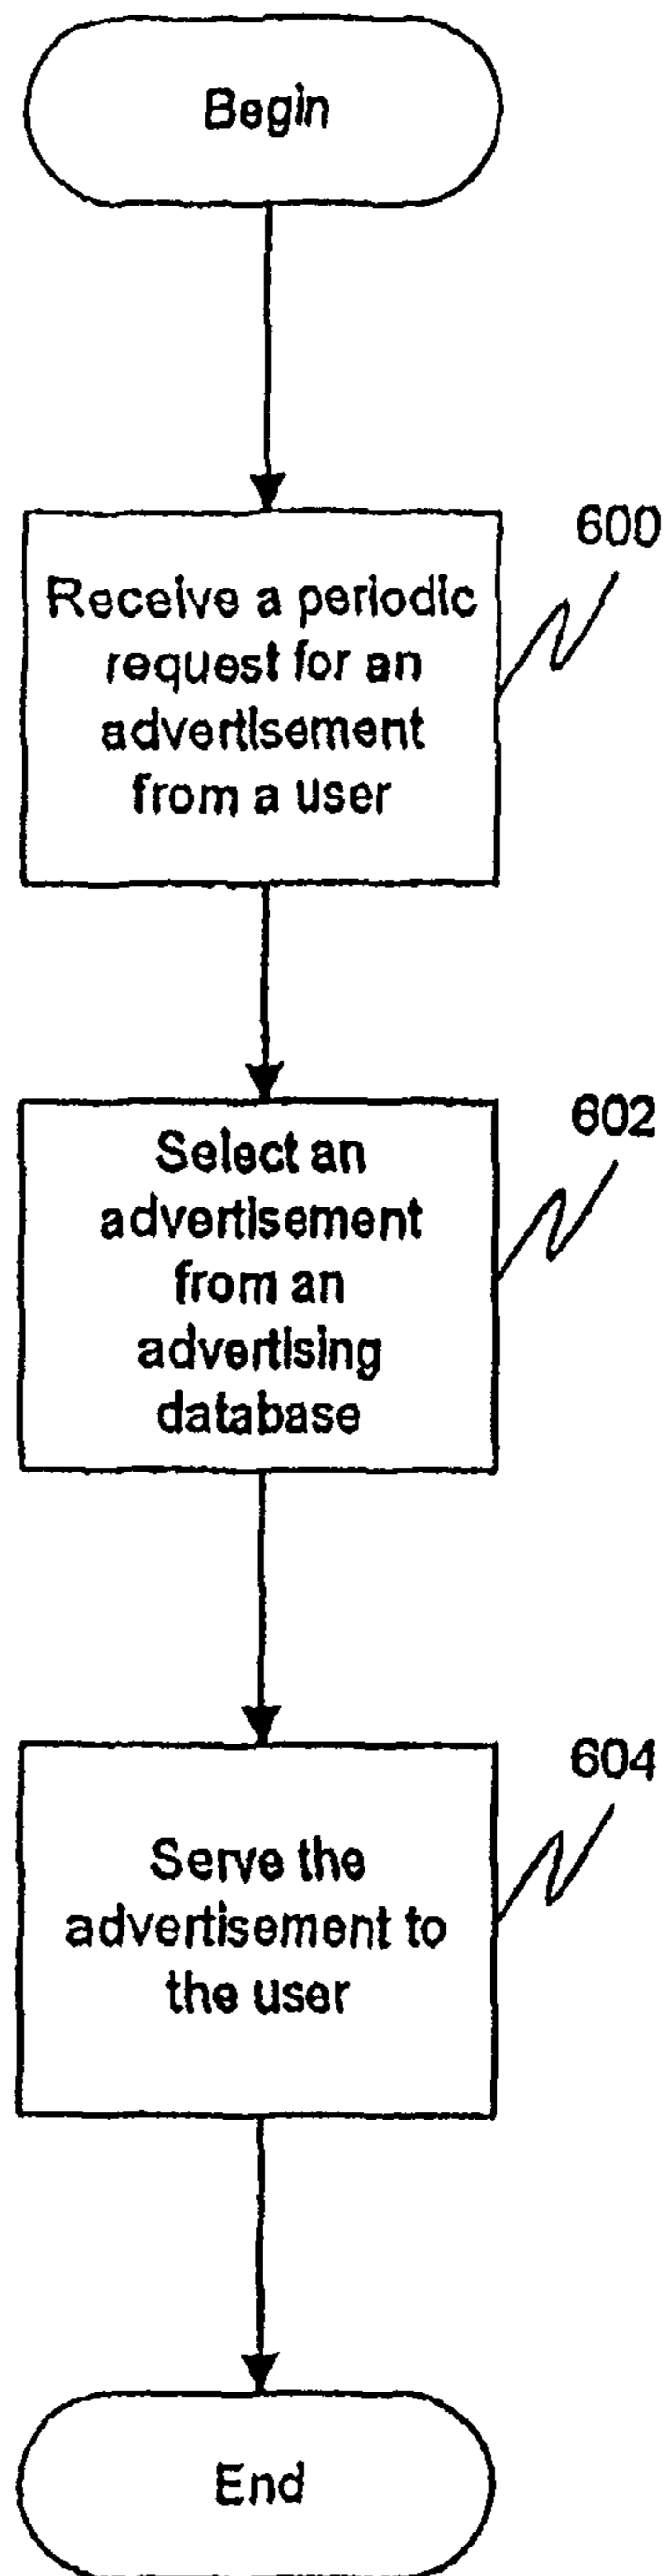 Begin
600
Receive a periodic
request for an
advertisement
from a user
602
Select an
advertisement
from an
advertising
database
604
Serve the
advertisement to
the user
End